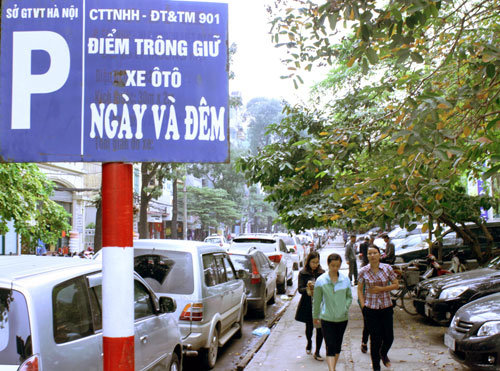 SỞ GTVT HÀ NỘI
P
CTTNHH - ĐT&TM 901
ĐIỂM TRÔNG GIỮ
XE ÔTÔ
NGÀY VÀ ĐÊM